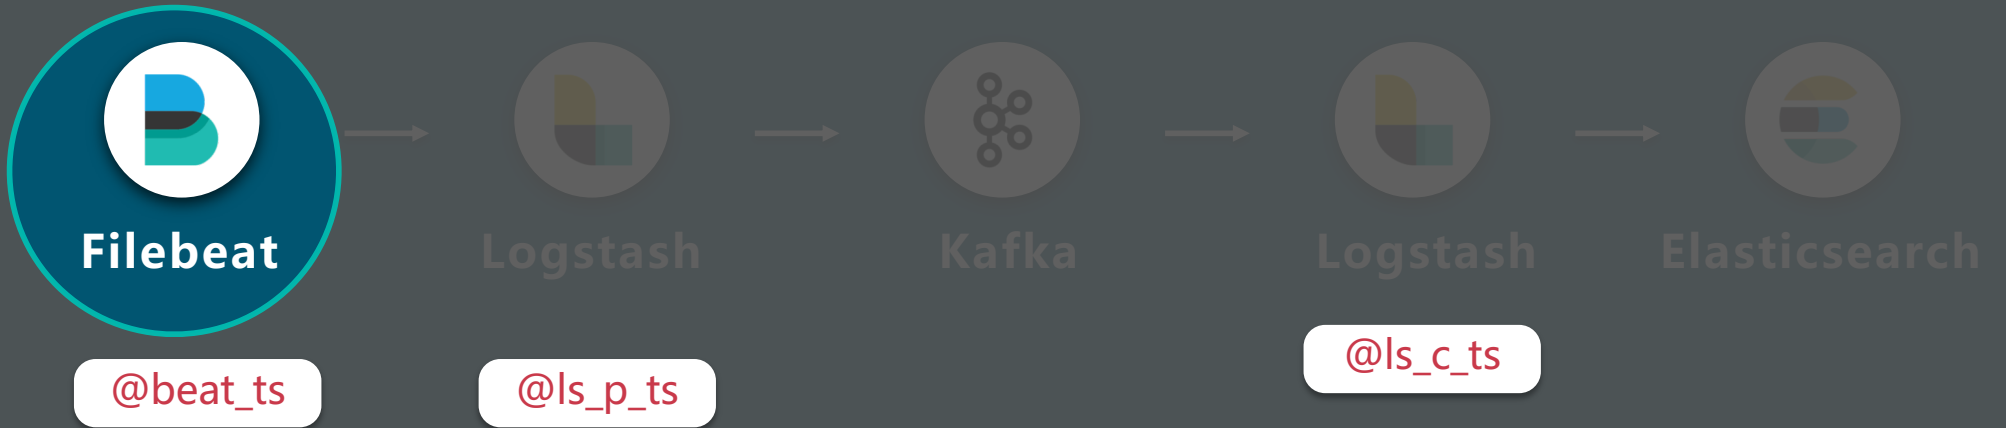 Filebeat
Logstash
Kafka
Logstash
Elasticsearch
@beat_ts
@ls_p_ts
@ls_c_ts